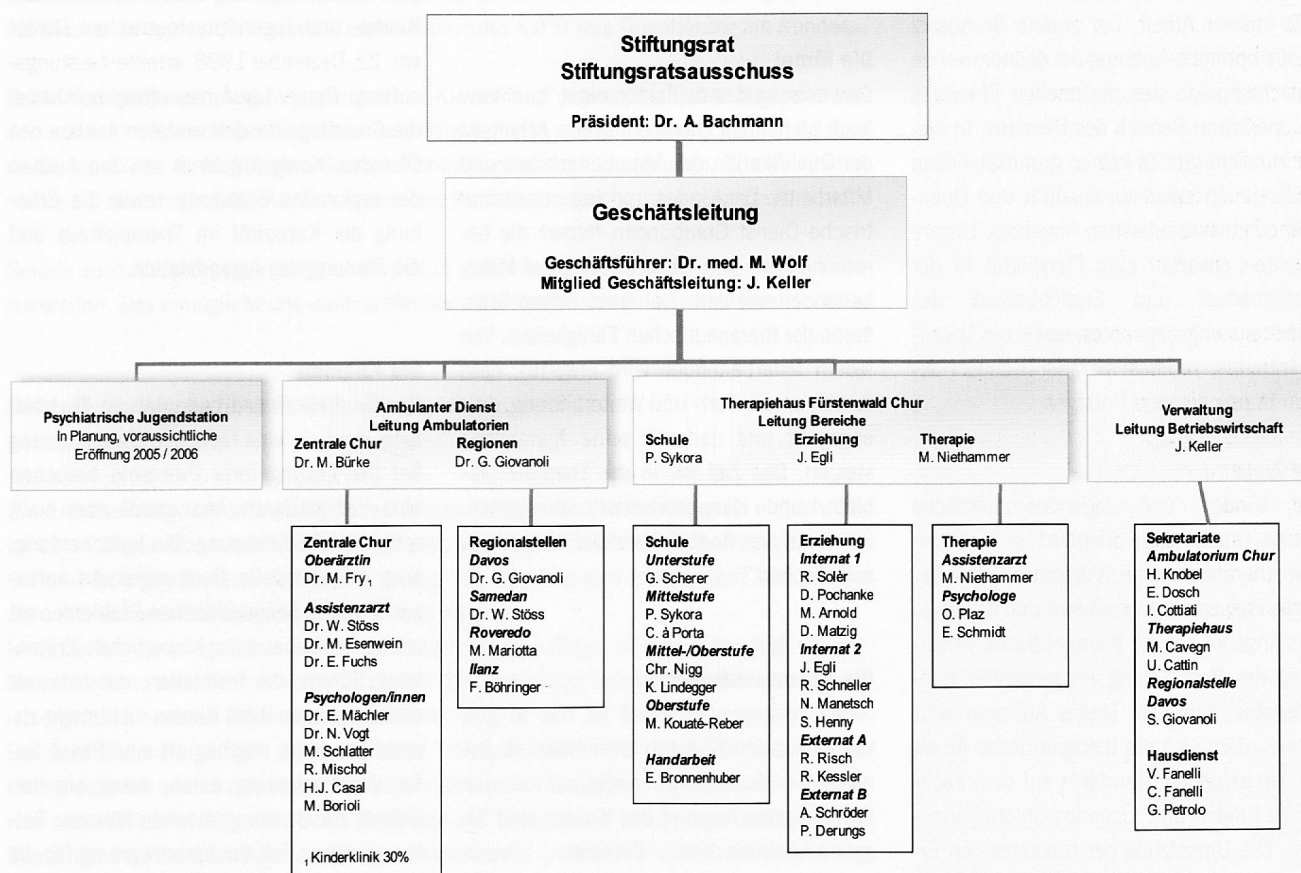 Stiftungsrat
Stiftungsratsausschuss
Präsident: Dr. A. Bachmann
Geschäftsleitung
Geschäftsführer: Dr. med. M. Wolf
Mitglied Geschäftsleitung: J. Keller
Psychiatrische Jugendstation
In Planung, voraussichtliche
Eröffnung 2005 / 2006
Ambulanter Dienst
Leitung Ambulatorien
Zentrale Chur
Dr. M. Bürke
Regionen
Dr. G. Giovanoli
Therapiehaus Fürstenwald Chur
Leitung Bereiche
Schule
P. Sykora
Erziehung
J. Egli
Therapie
M. Niethammer
Verwaltung
Leitung Betriebswirtschaft
J. Keller
Zentrale Chur
Oberärztin
Dr. M. Fry 1
Assistenzarzt
Dr. W. Stöss
Dr. M. Esenwein
Dr. E. Fuchs
Psychologen/innen
Dr. E. Mächler
Dr. N. Vogt
M. Schlatter
R. Mischol
H.J. Casal
M. Borioli
1 Kinderklinik 30%
Regionalstellen
Davos
Dr. G. Giovanoli
Samedan
Dr. W. Stöss
Roveredo
M. Mariotta
Ilanz
F. Böhringer
Schule
Unterstufe
G. Scherer
Mittelstufe
P. Sykora
C. à Porta
Mittel-/Oberstufe
Chr. Nigg
K. Lindegger
Oberstufe
M. Kouaté-Reber
Handarbeit
E. Bronnenhuber
Erziehung
Internat 1
R. Solèr
D. Pochanke
M. Arnold
D. Matzig
Internat 2
J. Egli
R. Schneller
N. Manetsch
S. Henny
Externat A
R. Risch
R. Kessler
Externat B
A. Schröder
P. Derungs
Therapie
Assistenzarzt
M. Niethammer
Psychologe
O. Plaz
E. Schmidt
Sekretariate
Ambulatorium Chur
H. Knobel
E. Dosch
I. Cottiati
Therapiehaus
M. Cavegn
U. Cattin
Regionalstelle
Davos
S. Giovanoli
Hausdienst
V. Fanelli
C. Fanelli
G. Petrolo